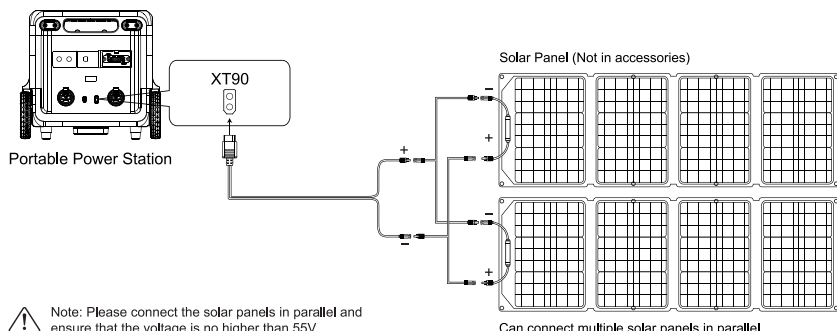 Solar Panel (Not in accessories)
XT90
Portable Power Station
+
−
−
+
−
+
Note: Please connect the solar panels in parallel and
ensure that the voltage is no higher than 55V
Can connect multiple solar panels in parallel